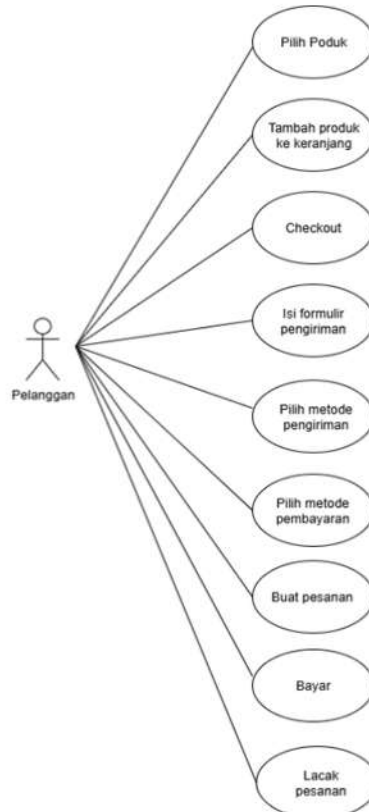 Pilih Poduk
Tambah produk
ke keranjang
Checkout
Isi formulir
pengiriman
Pelanggan
Pilih metode
pengiriman
Pilih metode
pembayaran
Buat pesanan
Bayar
Lacak
pesanan